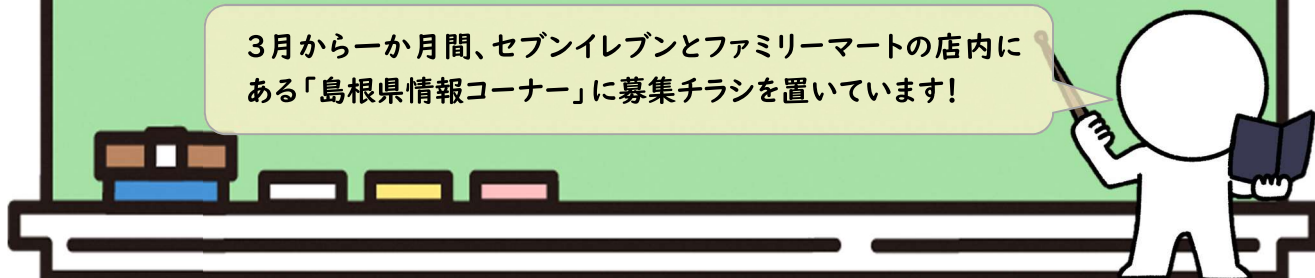 ３月から一か月間、セブンイレブンとファミリーマートの店内に
ある「島根県情報コーナー」に募集チラシを置いています！